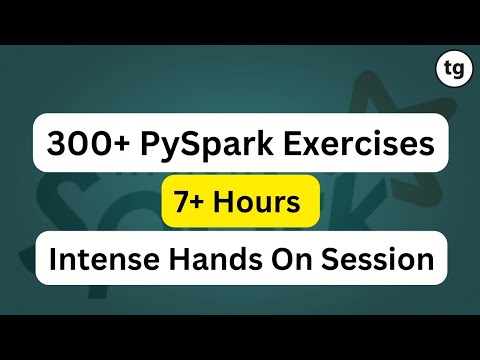 tg
300+ PySpark Exercises
7+ Hours
Intense Hands On Session